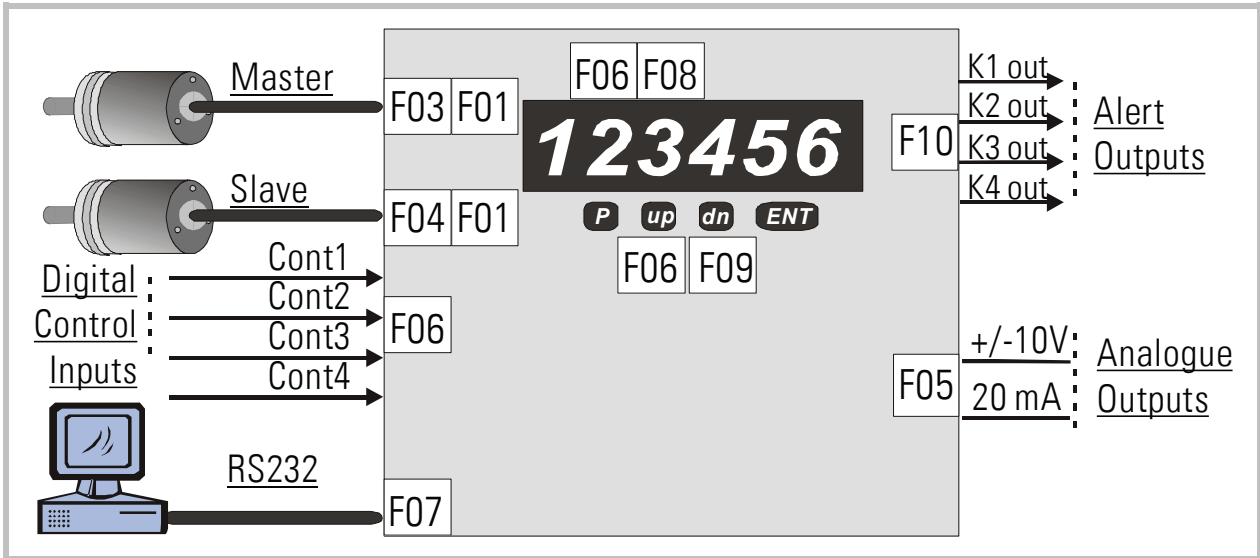 Master
F03 F01
Slave
F04 F01
Digital
Control
Inputs
Cont1
Cont2
Cont3
Cont4
F06
RS232
F07
F06 F08
123456
P up dn ENT
F06 F09
F10
K1 out
K2 out
K3 out
K4 out
Alert
Outputs
F05
+/-10V
20 mA
Analogue
Outputs